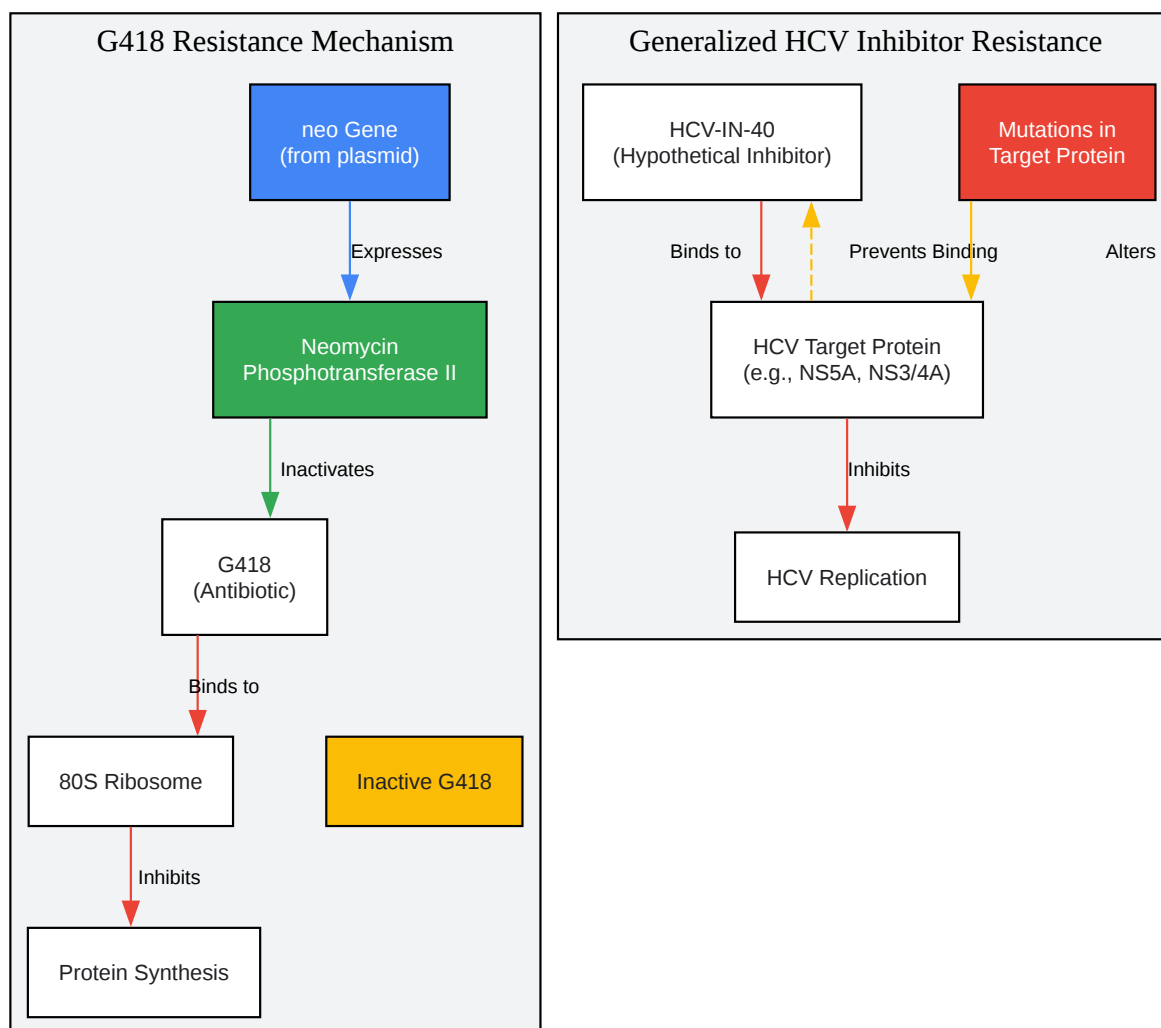 G418 Resistance Mechanism
neo Gene
(from plasmid)
Expresses
Neomycin
Phosphotransferase II
Inactivates
G418
(Antibiotic)
Binds to
80S Ribosome
Inactive G418
Inhibits
Protein Synthesis
Generalized HCV Inhibitor Resistance
HCV-IN-40
(Hypothetical Inhibitor)
Mutations in
Target Protein
Binds to
Prevents Binding
Alters
HCV Target Protein
(e.g., NS5A, NS3/4A)
Inhibits
HCV Replication